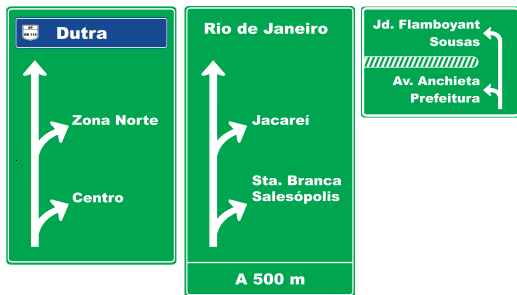 Dutra
Zona Norte
Centro
Rio de Janeiro
Jacareí
Sta. Branca
Salesópolis
A 500 m
Jd. Flamboyant
Sousas
Av. Anchieta
Prefeitura